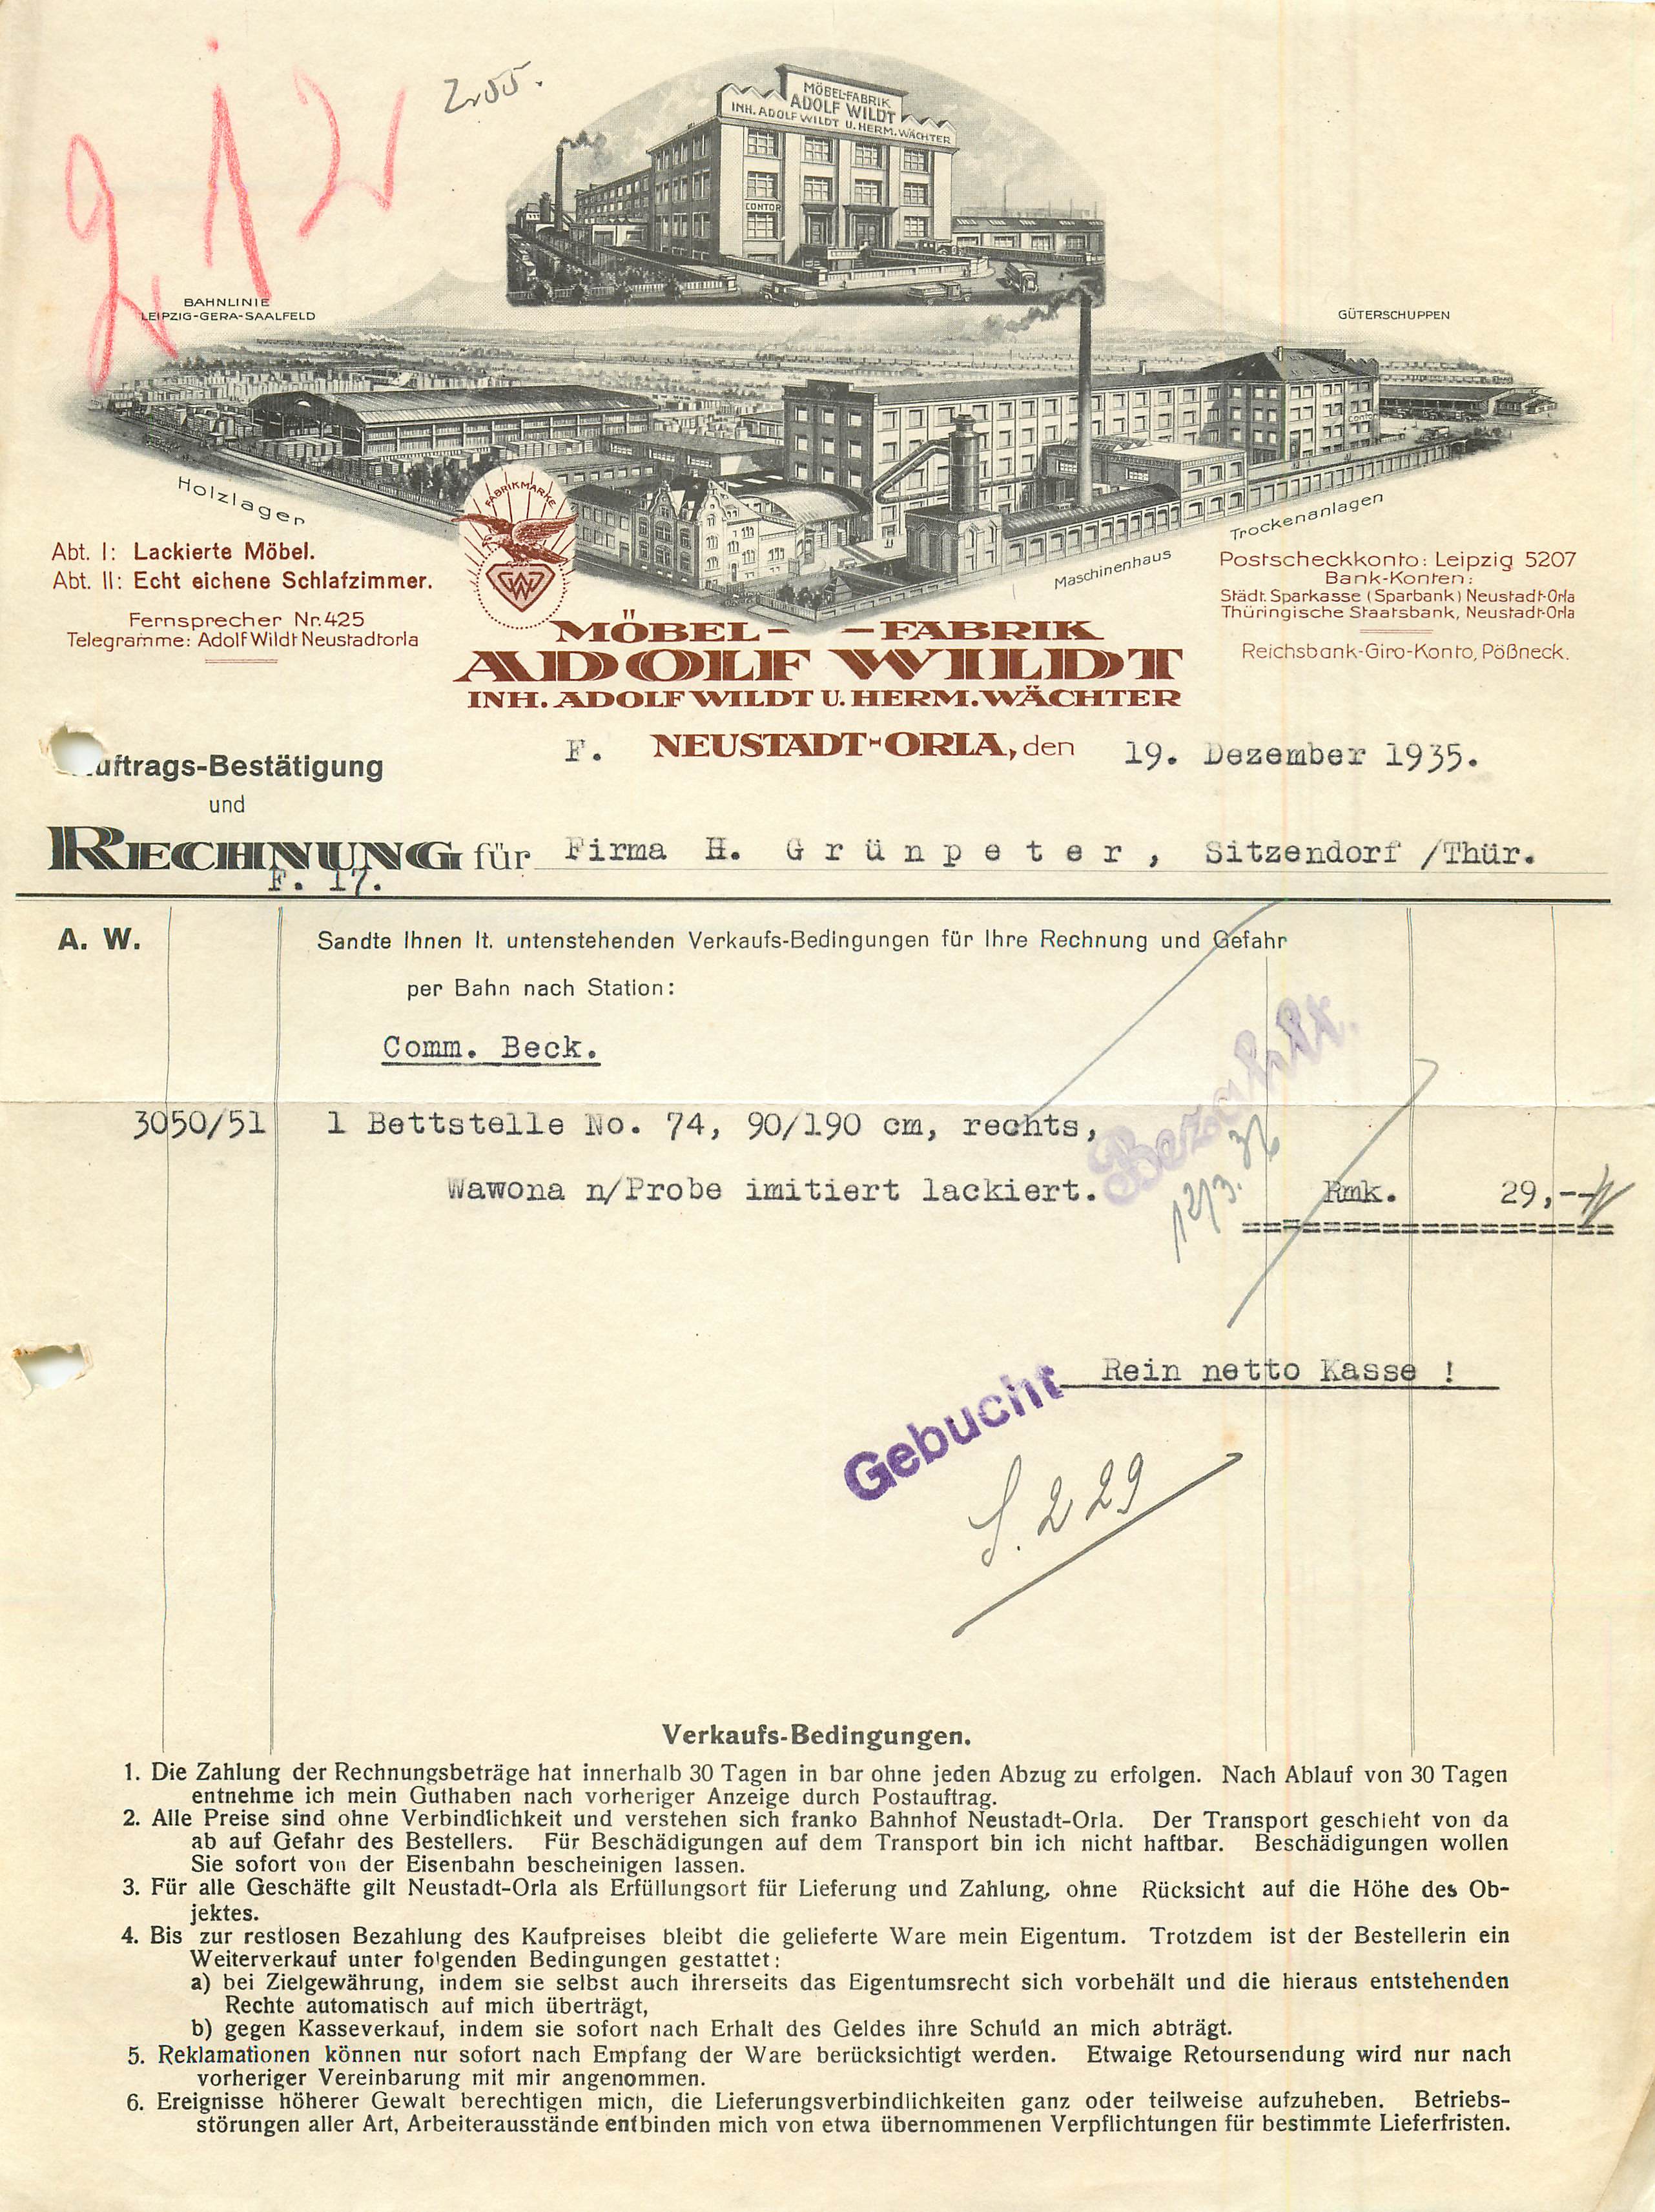 2.55.
MÖBEL-FABRIK
ADOLF WILDT
INH. ADOLF WILDT U. HERM. WÄCHTER
CONTOR
BAHNLINIE
LEIPZIG-GERA-SAALFELD
GÜTERSCHUPPEN
Holzlager
FABRIKMARKE
Trockenanlagen
Maschinenhaus
Abt. I: Lackierte Möbel.
Abt. II: Echt eichene Schlafzimmer.
Fernsprecher Nr. 425
Telegramme: Adolf Wildt Neustadtorla
Postscheckkonto: Leipzig 5207
Bank-Konten:
Städt. Sparkasse (Sparbank) Neustadt-Orla
Thüringische Staatsbank, Neustadt-Orla
Reichsbank-Giro-Konto, Pößneck.
MÖBEL- -FABRIK
ADOLF WILDT
INH. ADOLF WILDT U. HERM. WÄCHTER
F. NEUSTADT-ORLA, den 19. Dezember 1935.
uftrags-Bestätigung
und
RECHNUNG für Firma H. Grünpeter, Sitzendorf /Thür.
F. 17.
A. W.
Sandte Ihnen lt. untenstehenden Verkaufs-Bedingungen für Ihre Rechnung und Gefahr
per Bahn nach Station:
Comm. Beck.
3050/51 1 Bettstelle No. 74, 90/190 cm, rechts,
Wawona n/Probe imitiert lackiert. Rmk. 29,--
Bezahlt.
12/3. 36
Rein netto Kasse !
Gebucht
S. 229
Verkaufs-Bedingungen.
1. Die Zahlung der Rechnungsbeträge hat innerhalb 30 Tagen in bar ohne jeden Abzug zu erfolgen. Nach Ablauf von 30 Tagen
entnehme ich mein Guthaben nach vorheriger Anzeige durch Postauftrag.
2. Alle Preise sind ohne Verbindlichkeit und verstehen sich franko Bahnhof Neustadt-Orla. Der Transport geschieht von da
ab auf Gefahr des Bestellers. Für Beschädigungen auf dem Transport bin ich nicht haftbar. Beschädigungen wollen
Sie sofort von der Eisenbahn bescheinigen lassen.
3. Für alle Geschäfte gilt Neustadt-Orla als Erfüllungsort für Lieferung und Zahlung, ohne Rücksicht auf die Höhe des Ob-
jektes.
4. Bis zur restlosen Bezahlung des Kaufpreises bleibt die gelieferte Ware mein Eigentum. Trotzdem ist der Bestellerin ein
Weiterverkauf unter folgenden Bedingungen gestattet:
a) bei Zielgewährung, indem sie selbst auch ihrerseits das Eigentumsrecht sich vorbehält und die hieraus entstehenden
Rechte automatisch auf mich überträgt,
b) gegen Kasseverkauf, indem sie sofort nach Erhalt des Geldes ihre Schuld an mich abträgt.
5. Reklamationen können nur sofort nach Empfang der Ware berücksichtigt werden. Etwaige Retoursendung wird nur nach
vorheriger Vereinbarung mit mir angenommen.
6. Ereignisse höherer Gewalt berechtigen mich, die Lieferungsverbindlichkeiten ganz oder teilweise aufzuheben. Betriebs-
störungen aller Art, Arbeiterausstände entbinden mich von etwa übernommenen Verpflichtungen für bestimmte Lieferfristen.